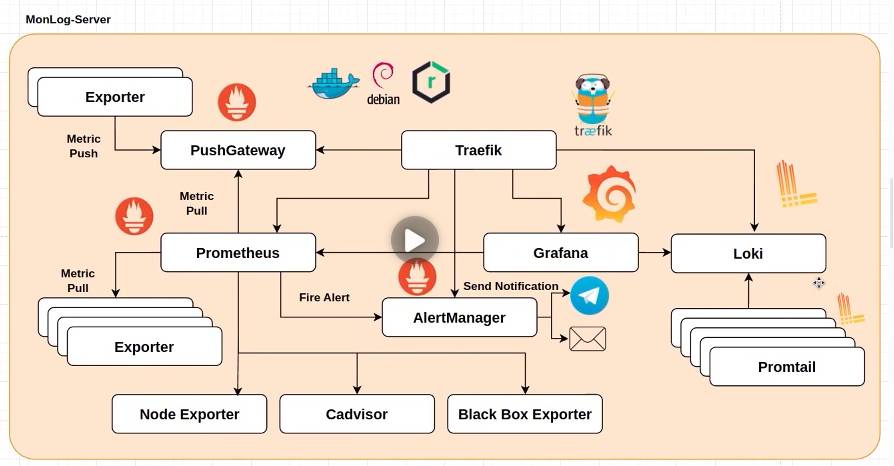 MonLog-Server
Exporter
debian
træfik
Metric
Push
PushGateway
Traefik
Metric
Pull
Prometheus
Grafana
Loki
Metric
Pull
Fire Alert
Send Notification
AlertManager
Exporter
Promtail
Node Exporter
Cadvisor
Black Box Exporter